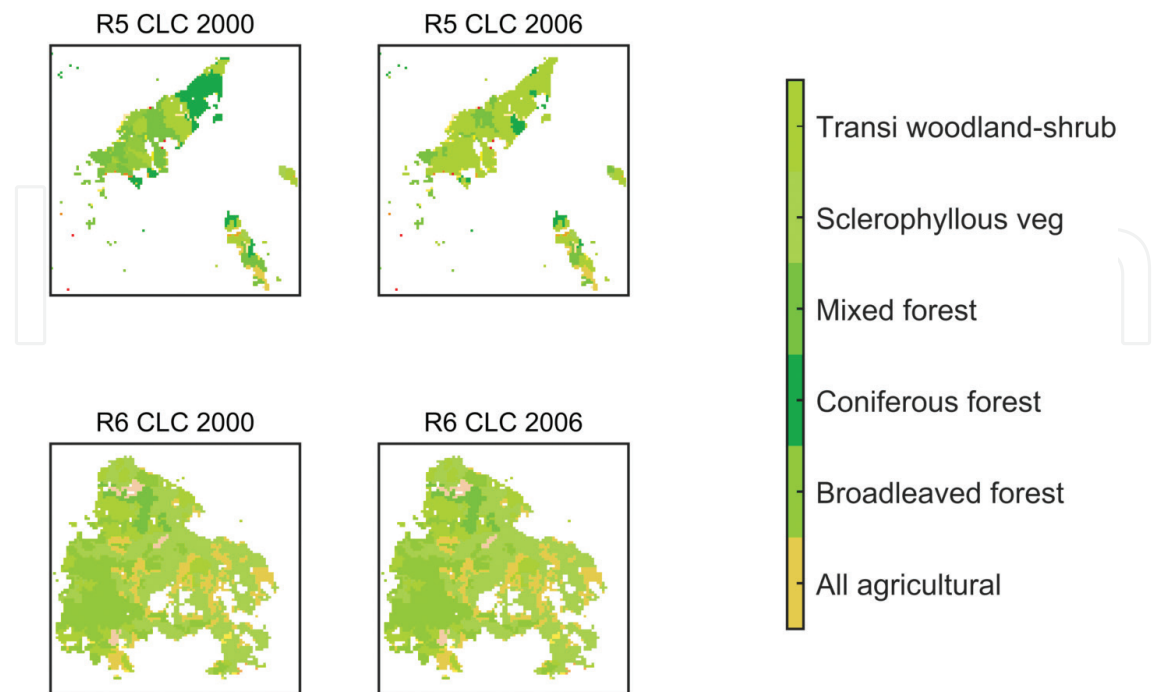 R5 CLC 2000
R5 CLC 2006
Transi woodland-shrub
Sclerophyllous veg
Mixed forest
Coniferous forest
Broadleaved forest
All agricultural
R6 CLC 2000
R6 CLC 2006